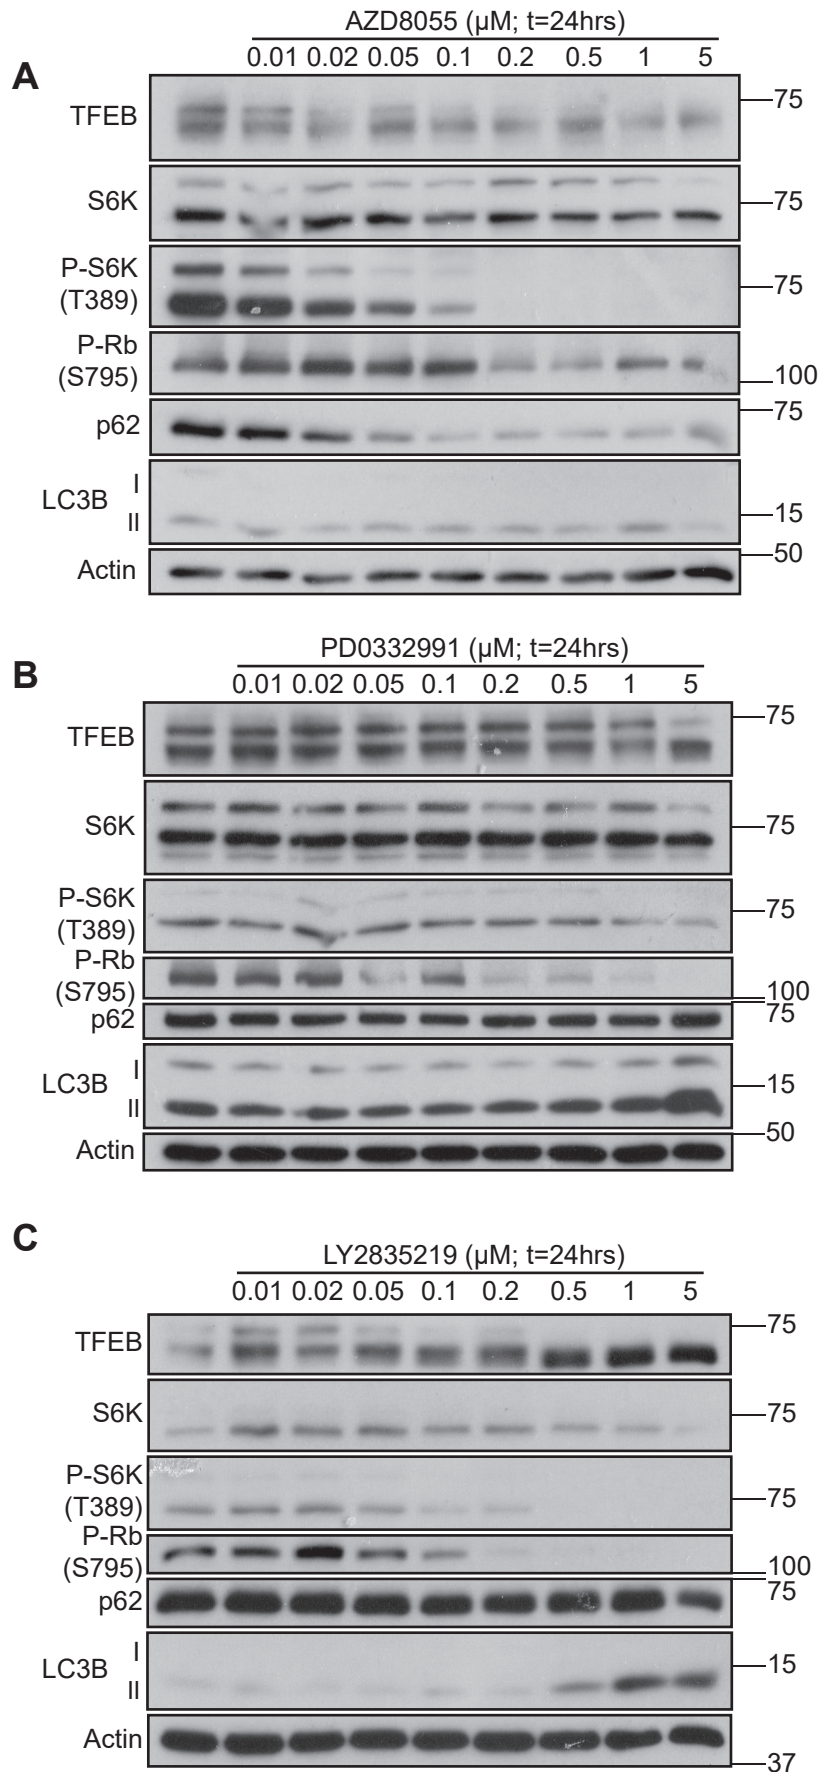 AZD8055 (µM; t=24hrs)
0.01 0.02 0.05 0.1 0.2 0.5 1 5
A
TFEB
75
S6K
75
P-S6K
(T389)
75
P-Rb
(S795)
100
p62
75
LC3B
I
II
15
Actin
50
PD0332991 (µM; t=24hrs)
B
0.01 0.02 0.05 0.1 0.2 0.5 1 5
TFEB
75
S6K
75
P-S6K
(T389)
75
P-Rb
(S795)
100
p62
75
LC3B
I
II
15
Actin
50
C
LY2835219 (µM; t=24hrs)
0.01 0.02 0.05 0.1 0.2 0.5 1 5
TFEB
75
S6K
75
P-S6K
(T389)
75
P-Rb
(S795)
100
p62
75
LC3B
I
II
15
Actin
37